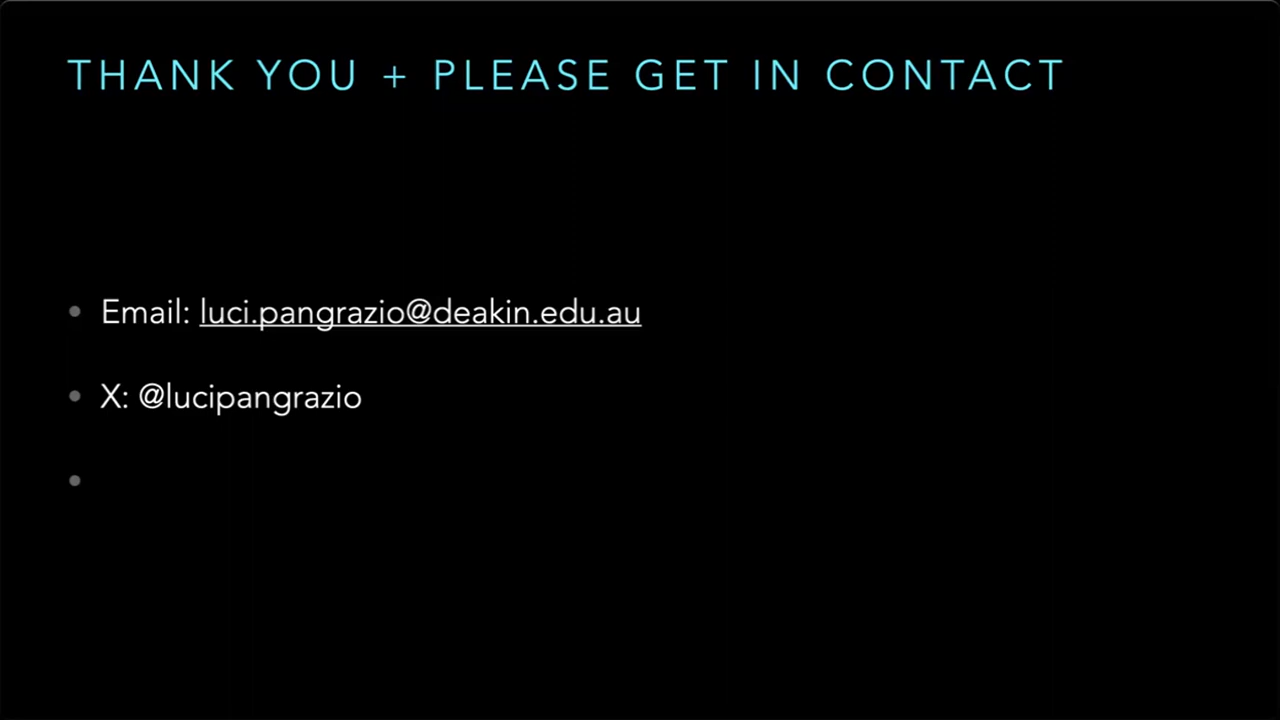 THANK YOU + PLEASE GET IN CONTACT
• Email: luci.pangrazio@deakin.edu.au
• X: @lucipangrazio
•